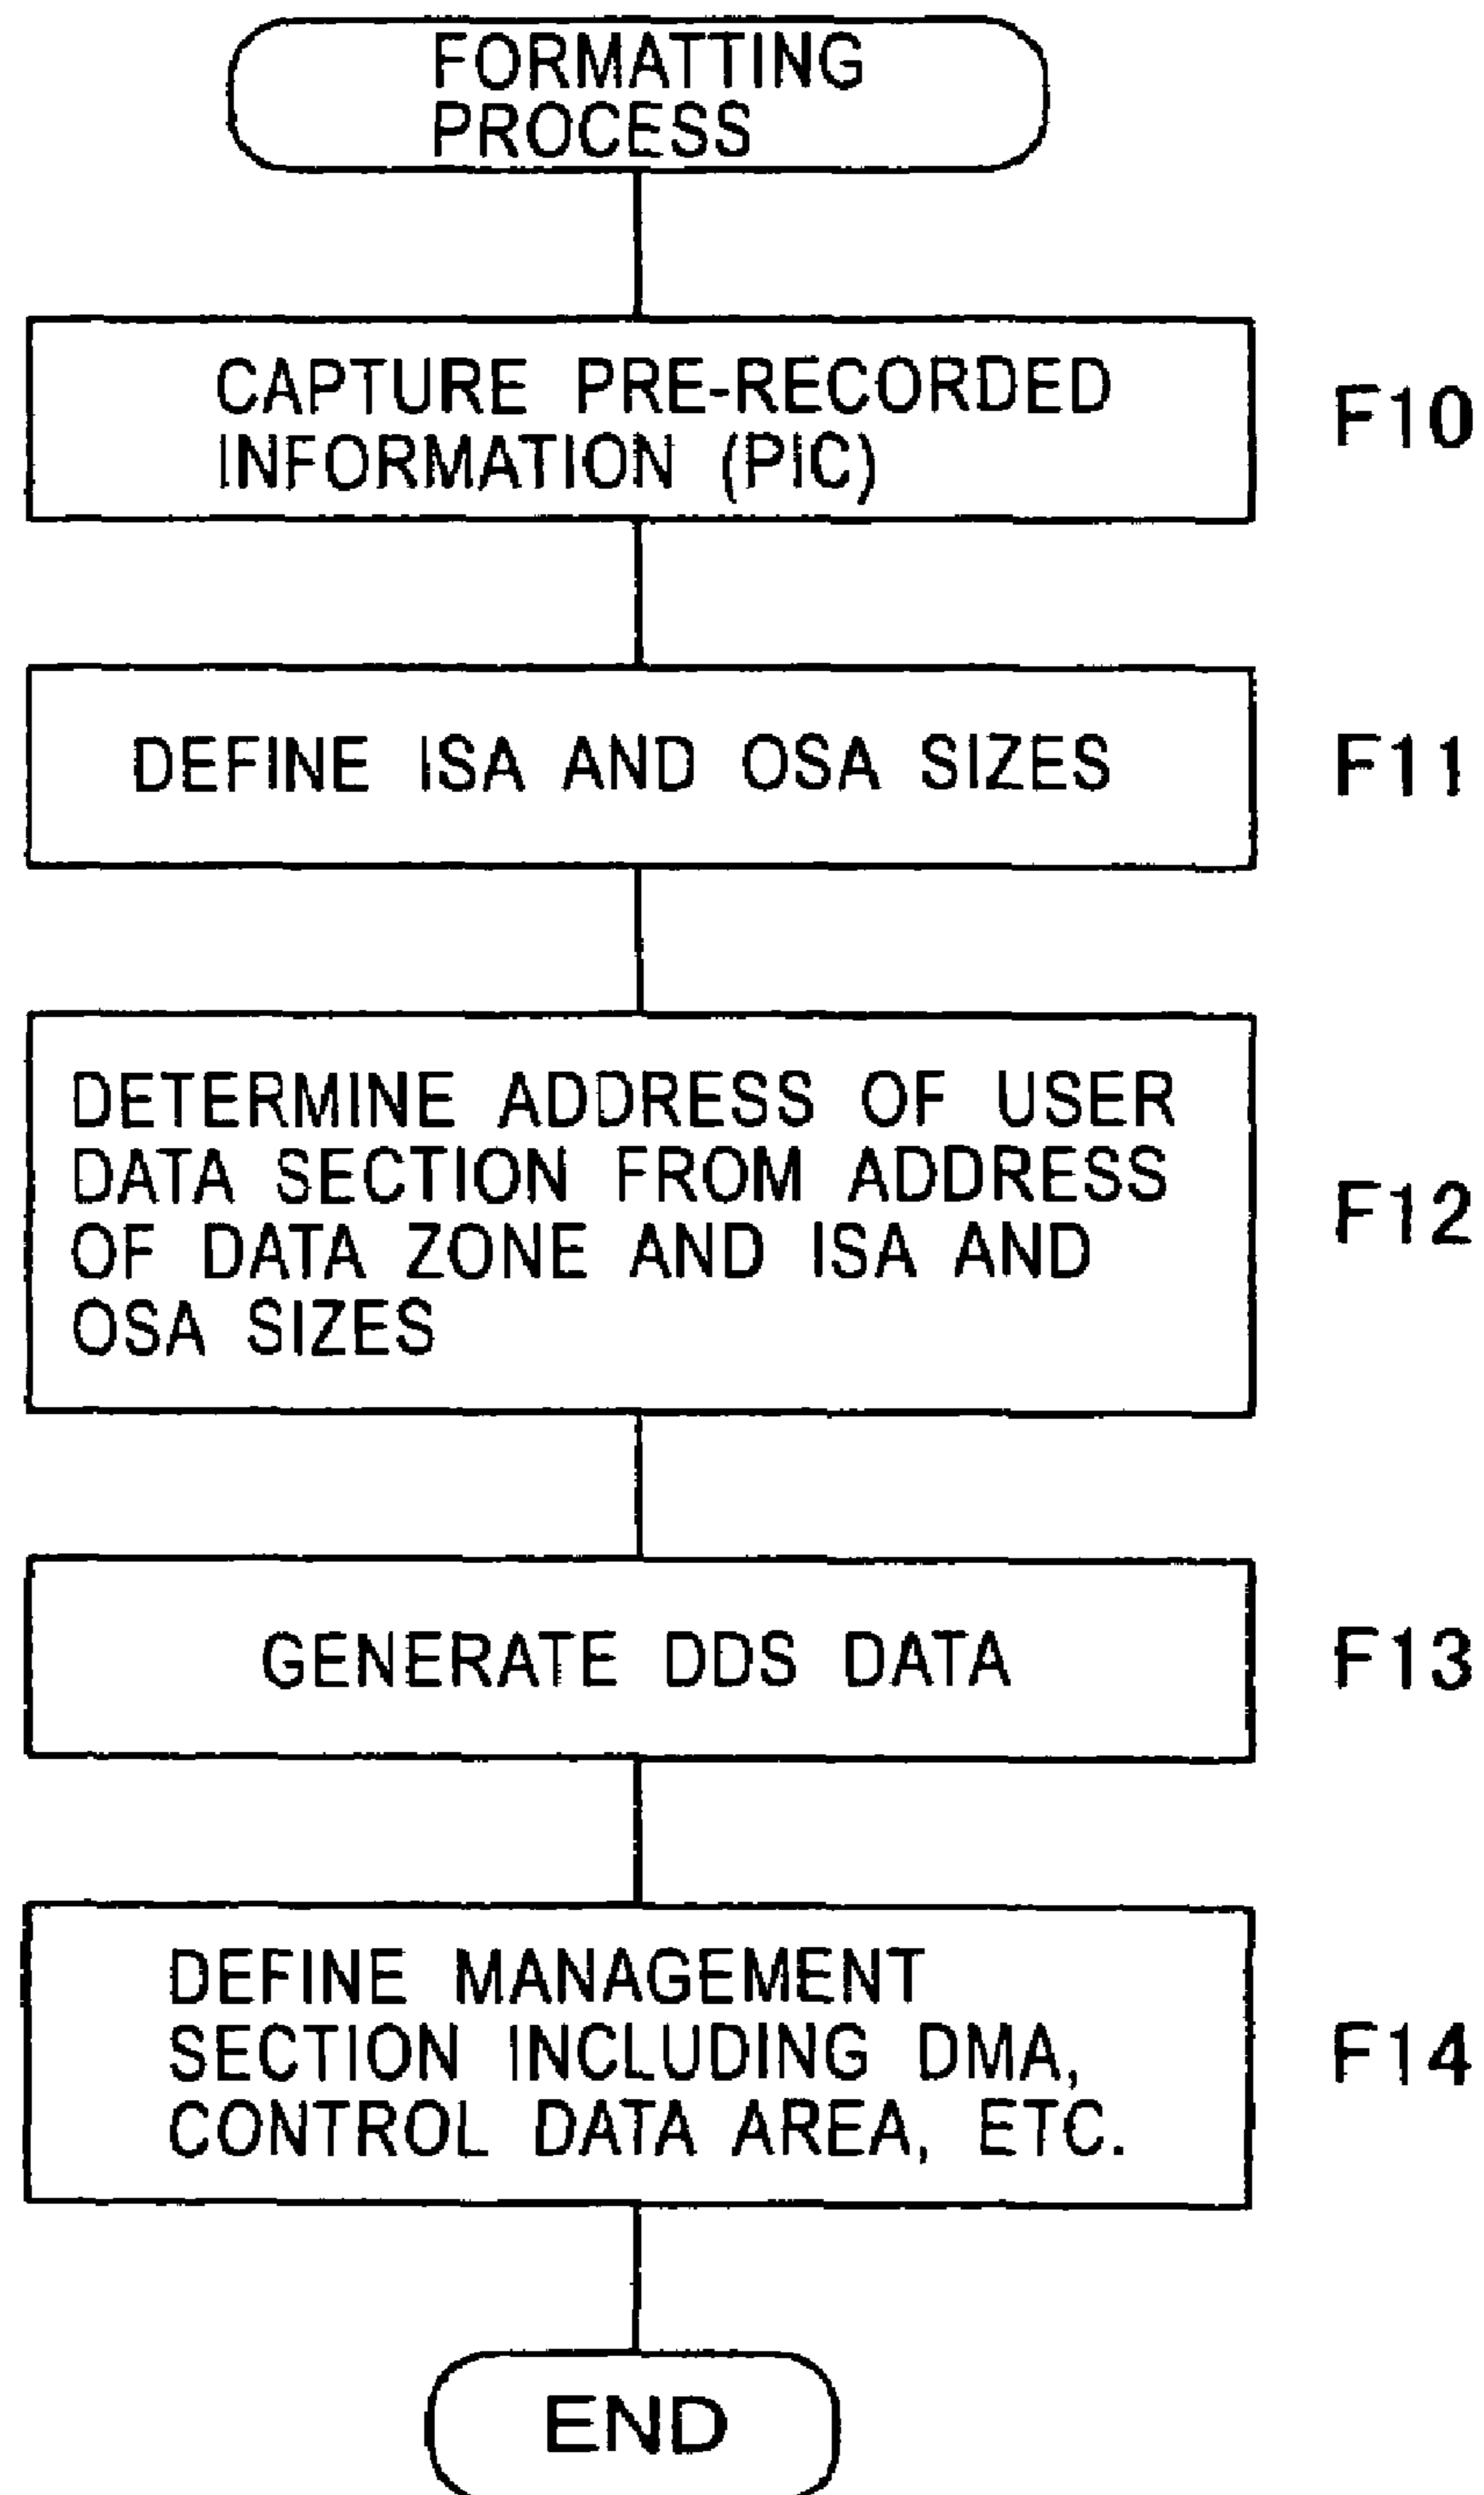 FORMATTING
PROCESS
CAPTURE PRE-RECORDED
INFORMATION (PiC)
F10
DEFINE ISA AND OSA SIZES
F11
DETERMINE ADDRESS OF USER
DATA SECTION FROM ADDRESS
OF DATA ZONE AND ISA AND
OSA SIZES
F12
GENERATE DDS DATA
F13
DEFINE MANAGEMENT
SECTION INCLUDING DMA,
CONTROL DATA AREA, ETC.
F14
END